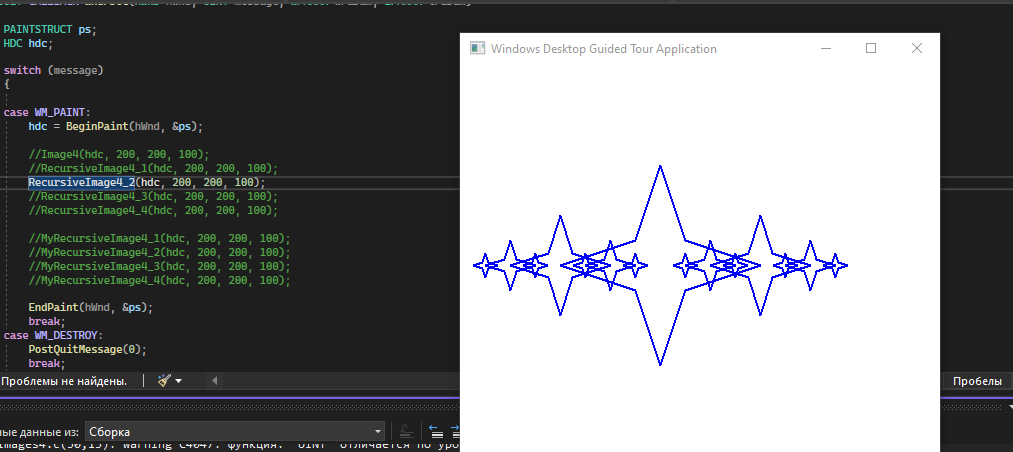 PAINTSTRUCT ps;
HDC hdc;
switch (message)
{
case WM_PAINT:
hdc = BeginPaint(hWnd, &ps);
//Image4(hdc, 200, 200, 100);
//RecursiveImage4_1(hdc, 200, 200, 100);
RecursiveImage4_2(hdc, 200, 200, 100);
//RecursiveImage4_3(hdc, 200, 200, 100);
//RecursiveImage4_4(hdc, 200, 200, 100);
//MyRecursiveImage4_1(hdc, 200, 200, 100);
//MyRecursiveImage4_2(hdc, 200, 200, 100);
//MyRecursiveImage4_3(hdc, 200, 200, 100);
//MyRecursiveImage4_4(hdc, 200, 200, 100);
EndPaint(hWnd, &ps);
break;
case WM_DESTROY:
PostQuitMessage(0);
break;
Windows Desktop Guided Tour Application
Проблемы не найдены.
Пробелы
ные данные из: Сборка